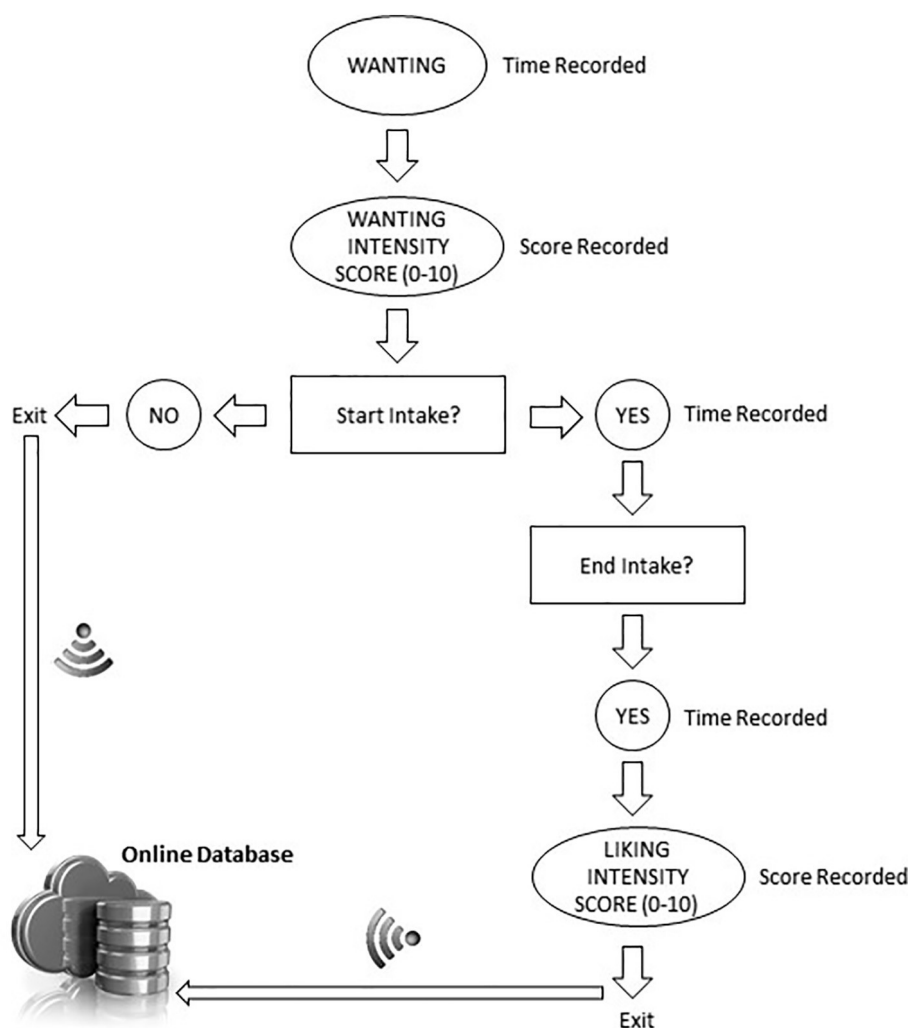 WANTING
Time Recorded
WANTING
INTENSITY
SCORE (0-10)
Score Recorded
Exit
NO
Start Intake?
YES
Time Recorded
End Intake?
YES
Time Recorded
Online Database
LIKING
INTENSITY
SCORE (0-10)
Score Recorded
Exit